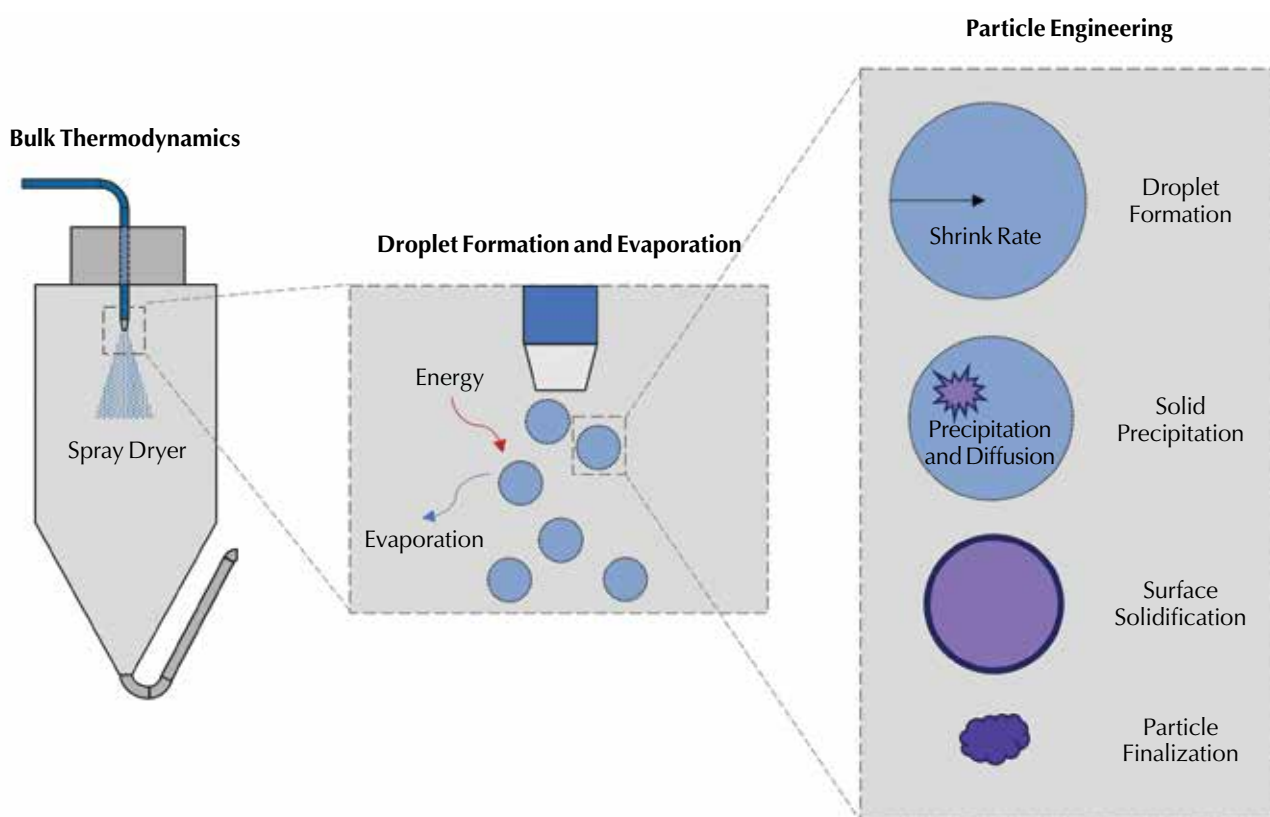 Particle Engineering
Bulk Thermodynamics
Droplet Formation and Evaporation
Spray Dryer
Energy
Evaporation
Shrink Rate
Droplet
Formation
Precipitation
and Diffusion
Solid
Precipitation
Surface
Solidification
Particle
Finalization